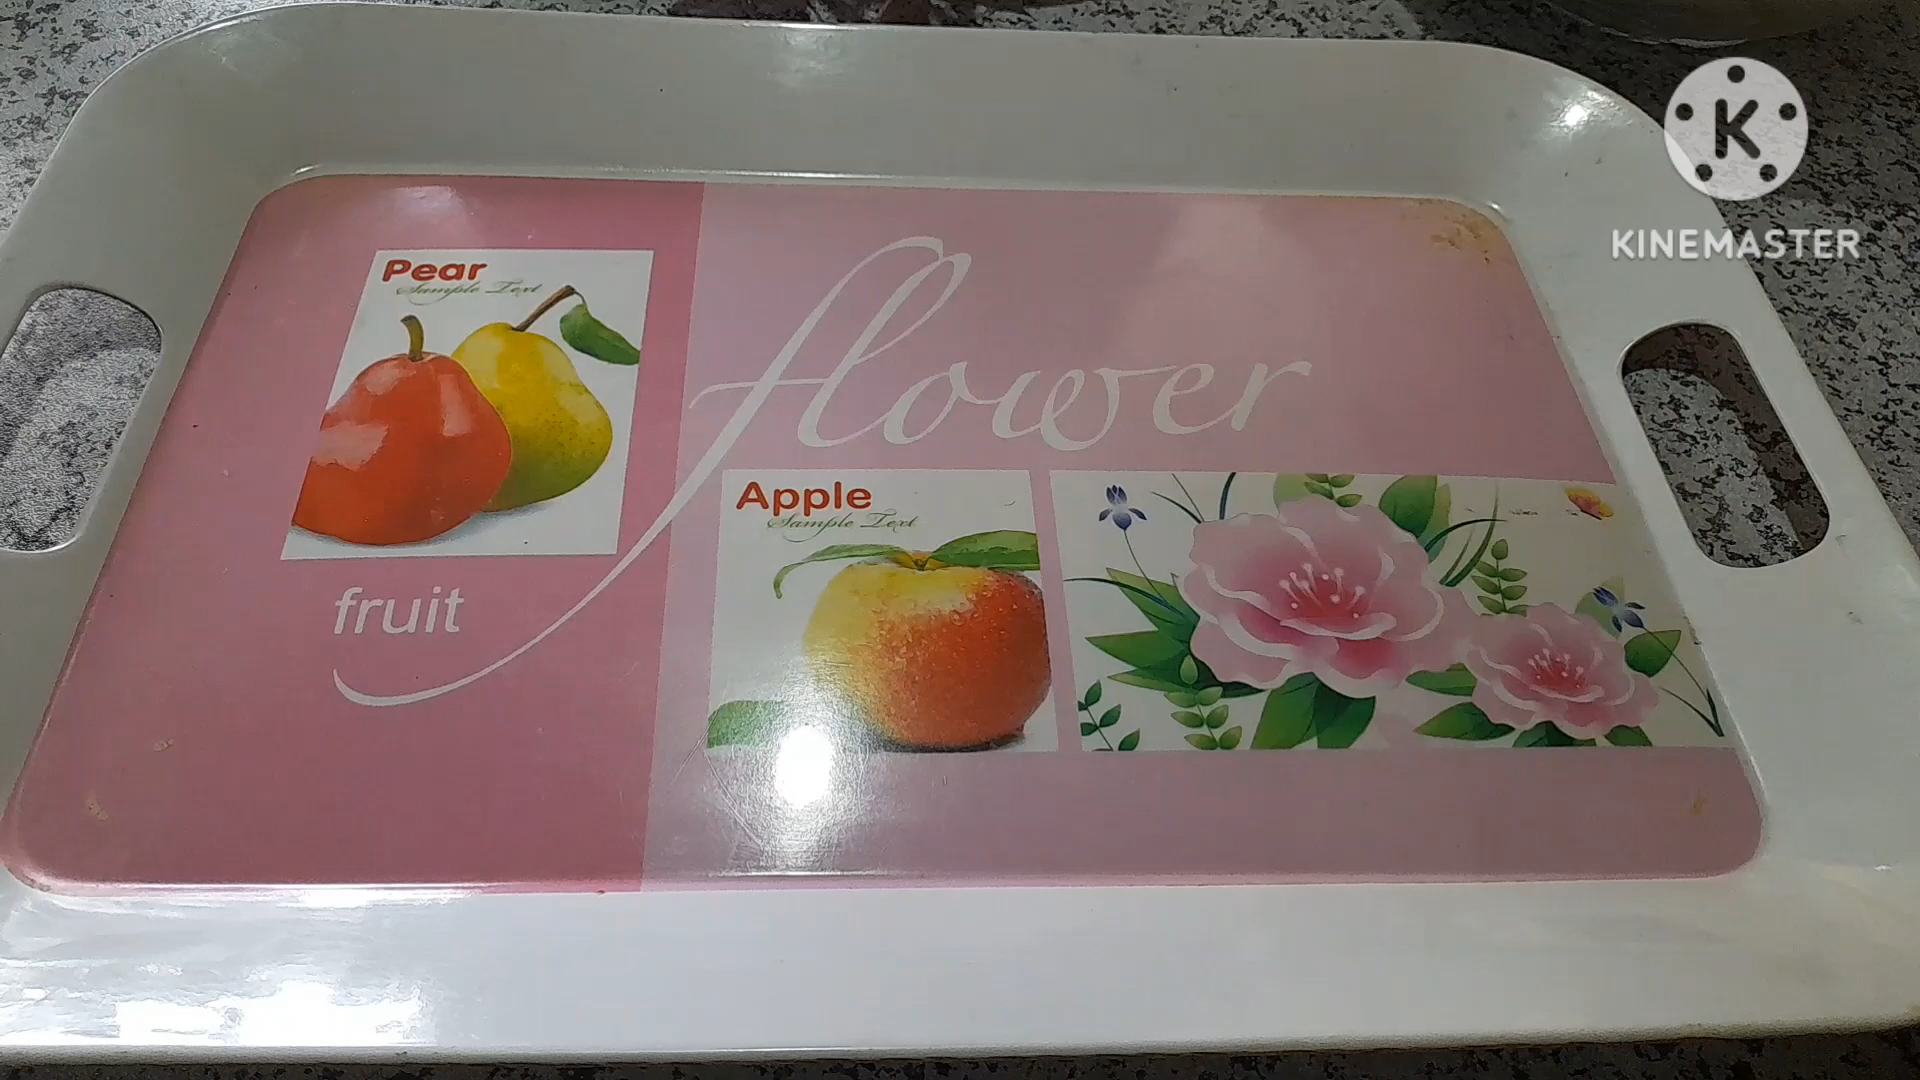 Pear
Sample Text
flower
Apple
Sample Text
fruit
K
KINEMASTER